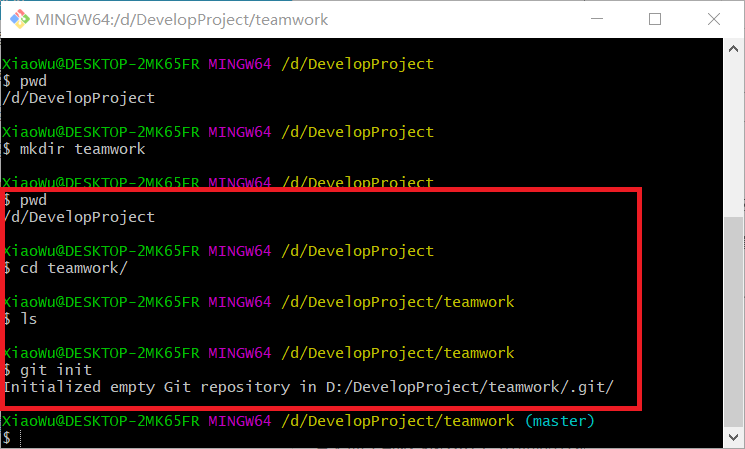 MINGW64:/d/DevelopProject/teamwork
XiaoWu@DESKTOP-2MK65FR MINGW64 /d/DevelopProject
$ pwd
/d/DevelopProject
XiaoWu@DESKTOP-2MK65FR MINGW64 /d/DevelopProject
$ mkdir teamwork
XiaoWu@DESKTOP-2MK65FR MINGW64 /d/DevelopProject
$ pwd
/d/DevelopProject
XiaoWu@DESKTOP-2MK65FR MINGW64 /d/DevelopProject
$ cd teamwork/
XiaoWu@DESKTOP-2MK65FR MINGW64 /d/DevelopProject/teamwork
$ ls
XiaoWu@DESKTOP-2MK65FR MINGW64 /d/DevelopProject/teamwork
$ git init
Initialized empty Git repository in D:/DevelopProject/teamwork/.git/
XiaoWu@DESKTOP-2MK65FR MINGW64 /d/DevelopProject/teamwork (master)
$